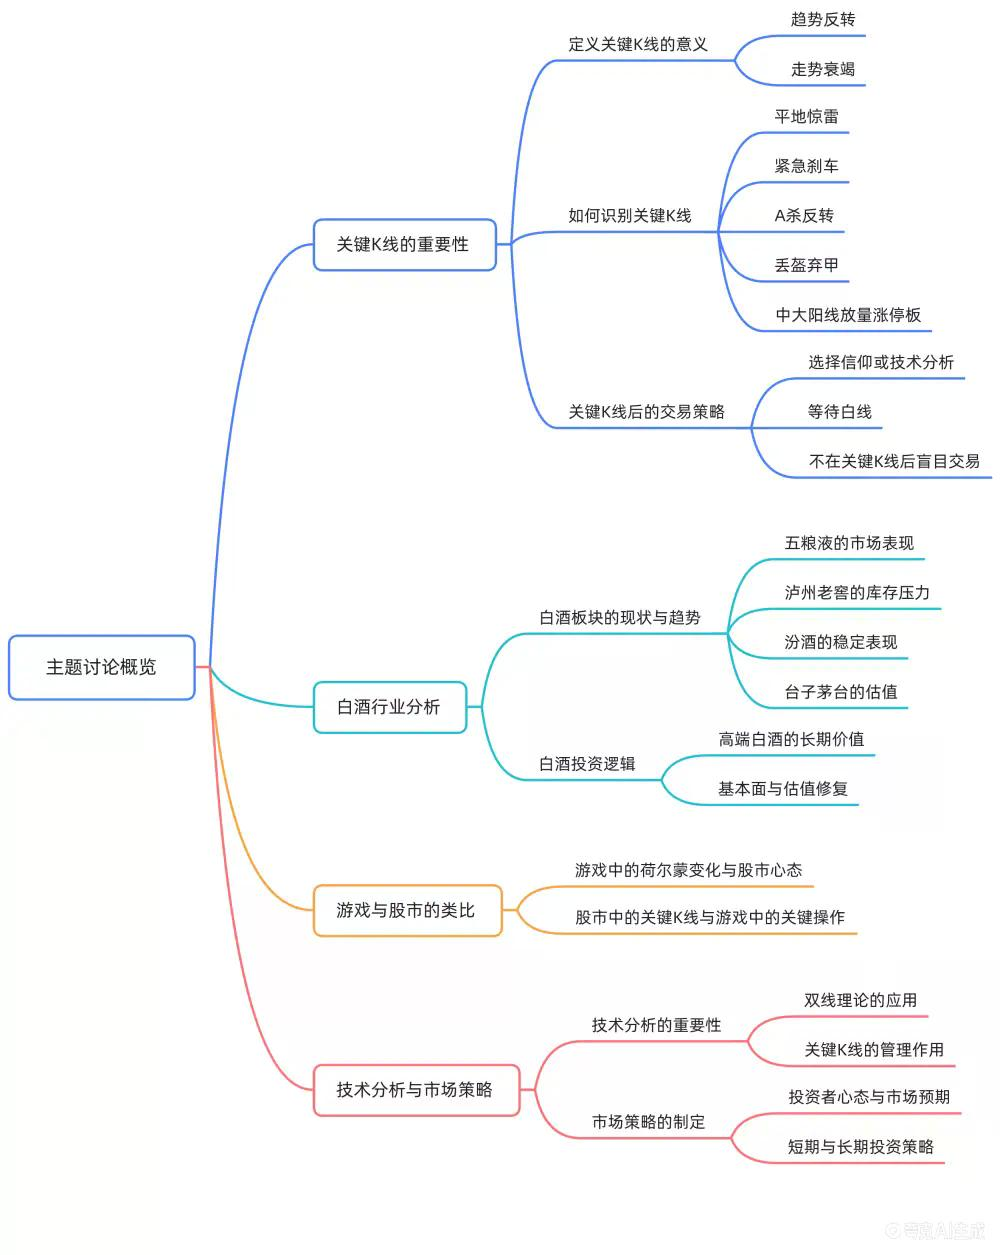 主题讨论概览
关键K线的重要性
定义关键K线的意义
趋势反转
走势衰竭
如何识别关键K线
平地惊雷
紧急刹车
A杀反转
丢盔弃甲
中大阳线放量涨停板
关键K线后的交易策略
选择信仰或技术分析
等待白线
不在关键K线后盲目交易
白酒行业分析
白酒板块的现状与趋势
五粮液的市场表现
泸州老窖的库存压力
汾酒的稳定表现
台子茅台的估值
白酒投资逻辑
高端白酒的长期价值
基本面与估值修复
游戏与股市的类比
游戏中的荷尔蒙变化与股市心态
股市中的关键K线与游戏中的关键操作
技术分析与市场策略
技术分析的重要性
双线理论的应用
关键K线的管理作用
市场策略的制定
投资者心态与市场预期
短期与长期投资策略
夸克AI生成